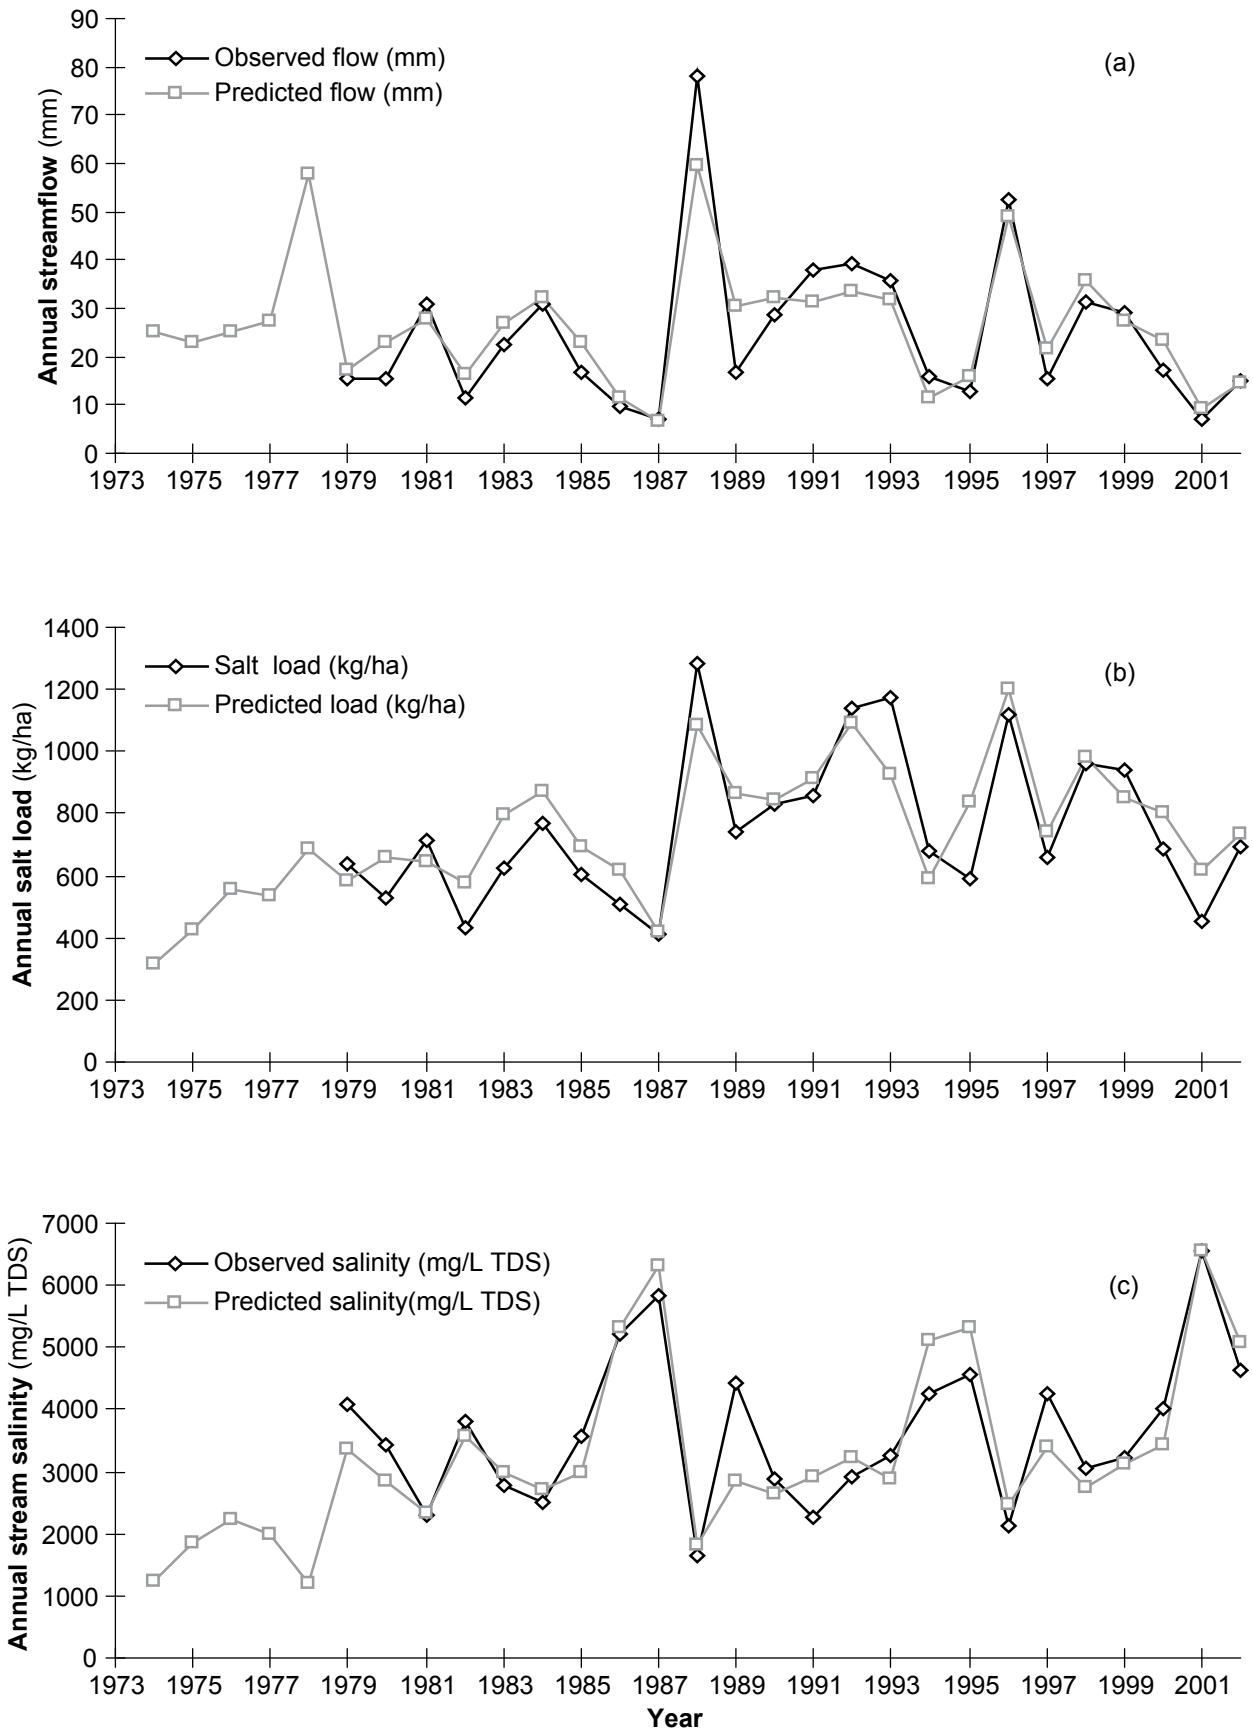 90
80
70
60
50
40
30
20
10
0
Annual streamflow (mm)
Observed flow (mm)
Predicted flow (mm)
(a)
1973 1975 1977 1979 1981 1983 1985 1987 1989 1991 1993 1995 1997 1999 2001
1400
1200
1000
800
600
400
200
0
Annual salt load (kg/ha)
Salt load (kg/ha)
Predicted load (kg/ha)
(b)
1973 1975 1977 1979 1981 1983 1985 1987 1989 1991 1993 1995 1997 1999 2001
7000
6000
5000
4000
3000
2000
1000
0
Annual stream salinity (mg/L TDS)
Observed salinity (mg/L TDS)
Predicted salinity(mg/L TDS)
(c)
1973 1975 1977 1979 1981 1983 1985 1987 1989 1991 1993 1995 1997 1999 2001
Year